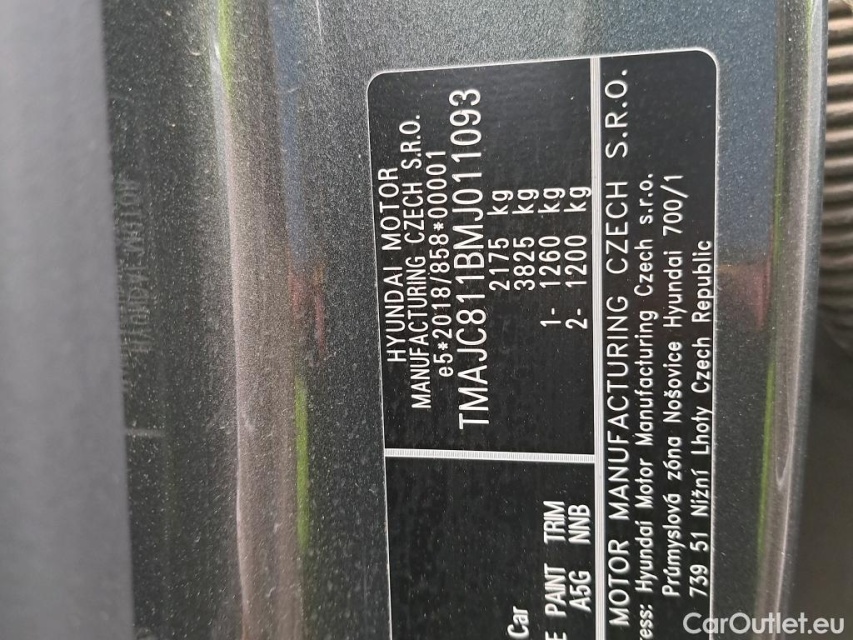 HYUNDAI MOTOR
MANUFACTURING CZECH S.R.O.
e5*2018/858*00001
TMAJC811BMJ011093
2175 kg
3825 kg
1- 1260 kg
2- 1200 kg
Car
E PAINT TRIM
A5G NNB
MOTOR MANUFACTURING CZECH S.R.O.
ress: Hyundai Motor Manufacturing Czech s.r.o.
Průmyslová zóna Nošovice Hyundai 700/1
739 51 Nižní Lhoty Czech Republic
CarOutlet.eu